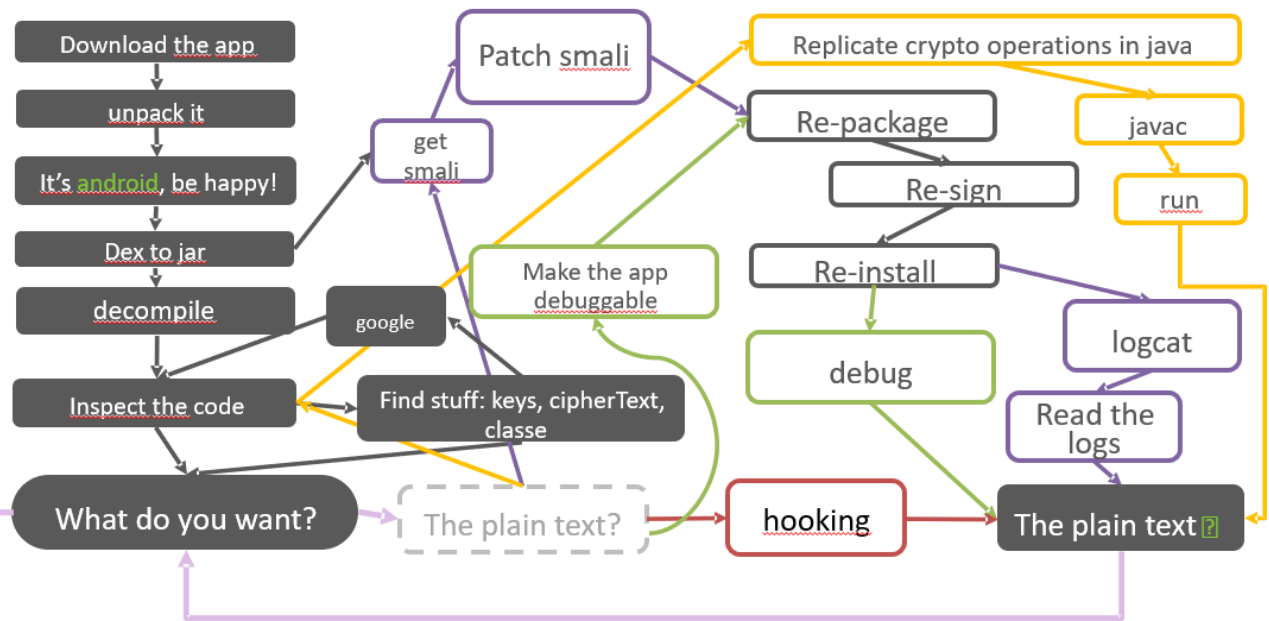 Download the app
unpack it
It's android, be happy!
Dex to jar
decompile
Inspect the code
What do you want?
google
Find stuff: keys, cipherText,
classe
The plain text?
get
smali
Patch smali
Make the app
debuggable
hooking
Replicate crypto operations in java
javac
run
Re-package
Re-sign
Re-install
debug
logcat
Read the
logs
The plain text